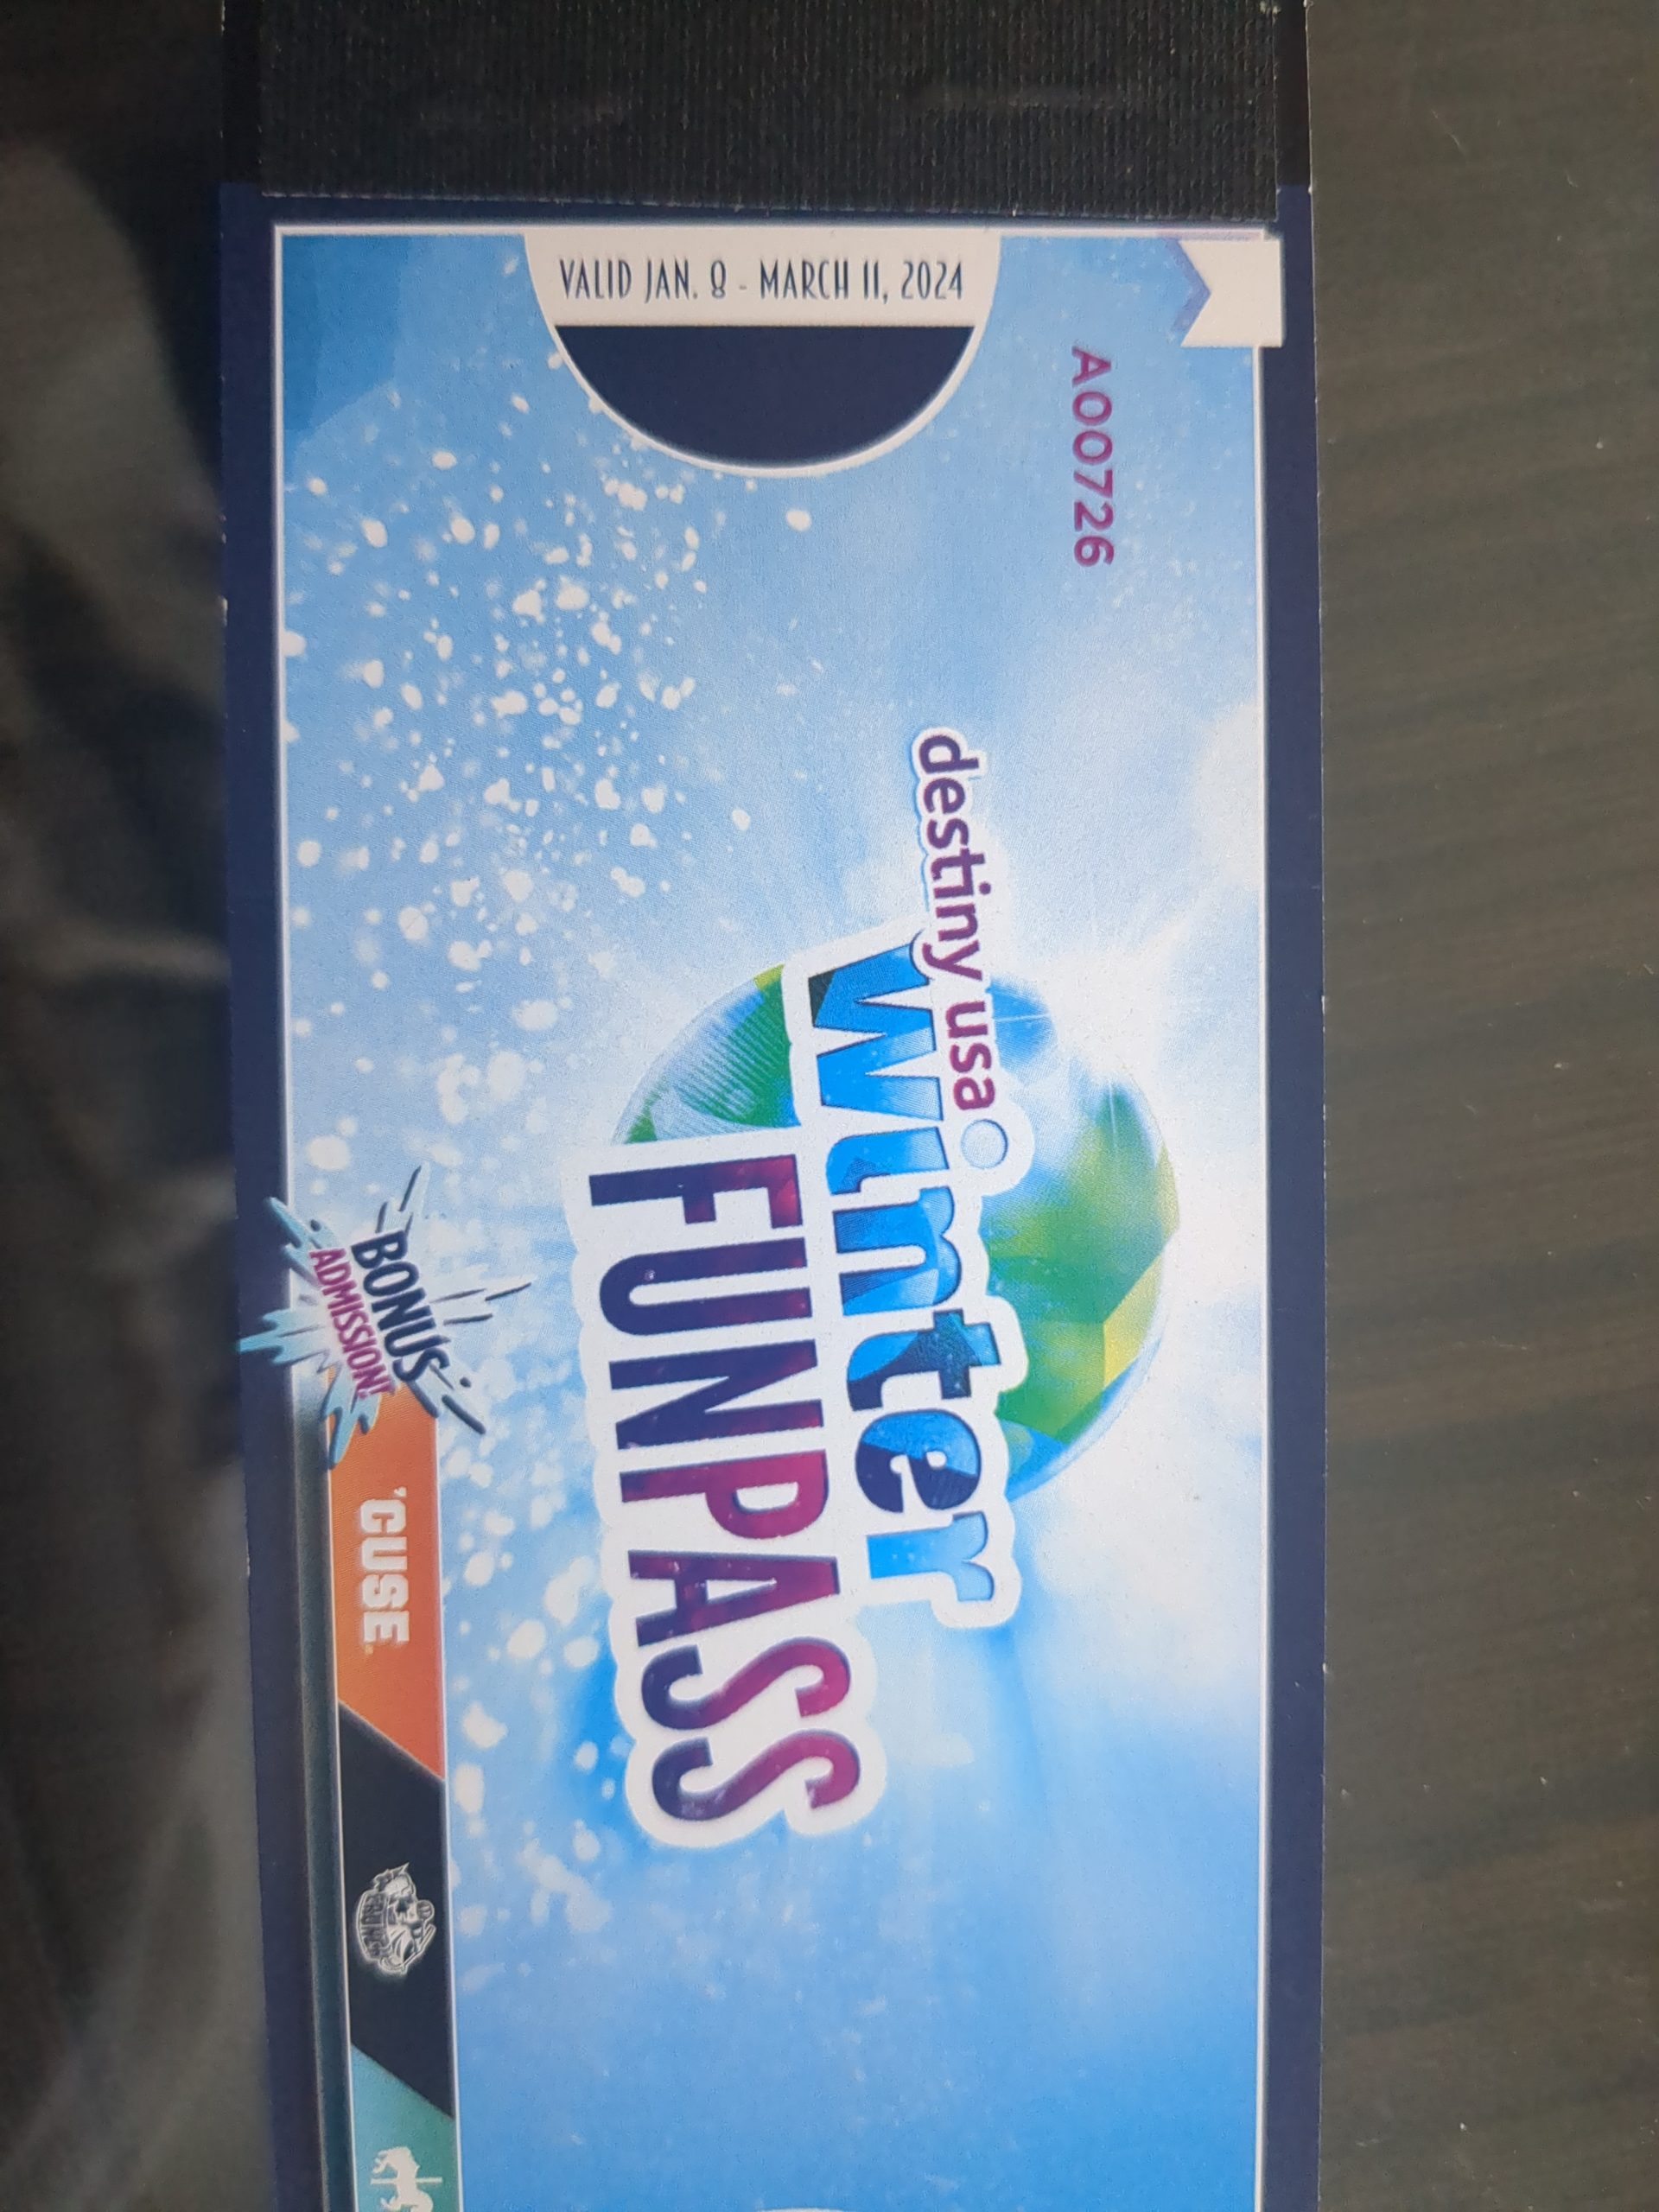 VALID JAN. 8 - MARCH 11, 2024
A00726
destiny usa
winter
FUNPASS
BONUS
ADMISSION!
'CUSE